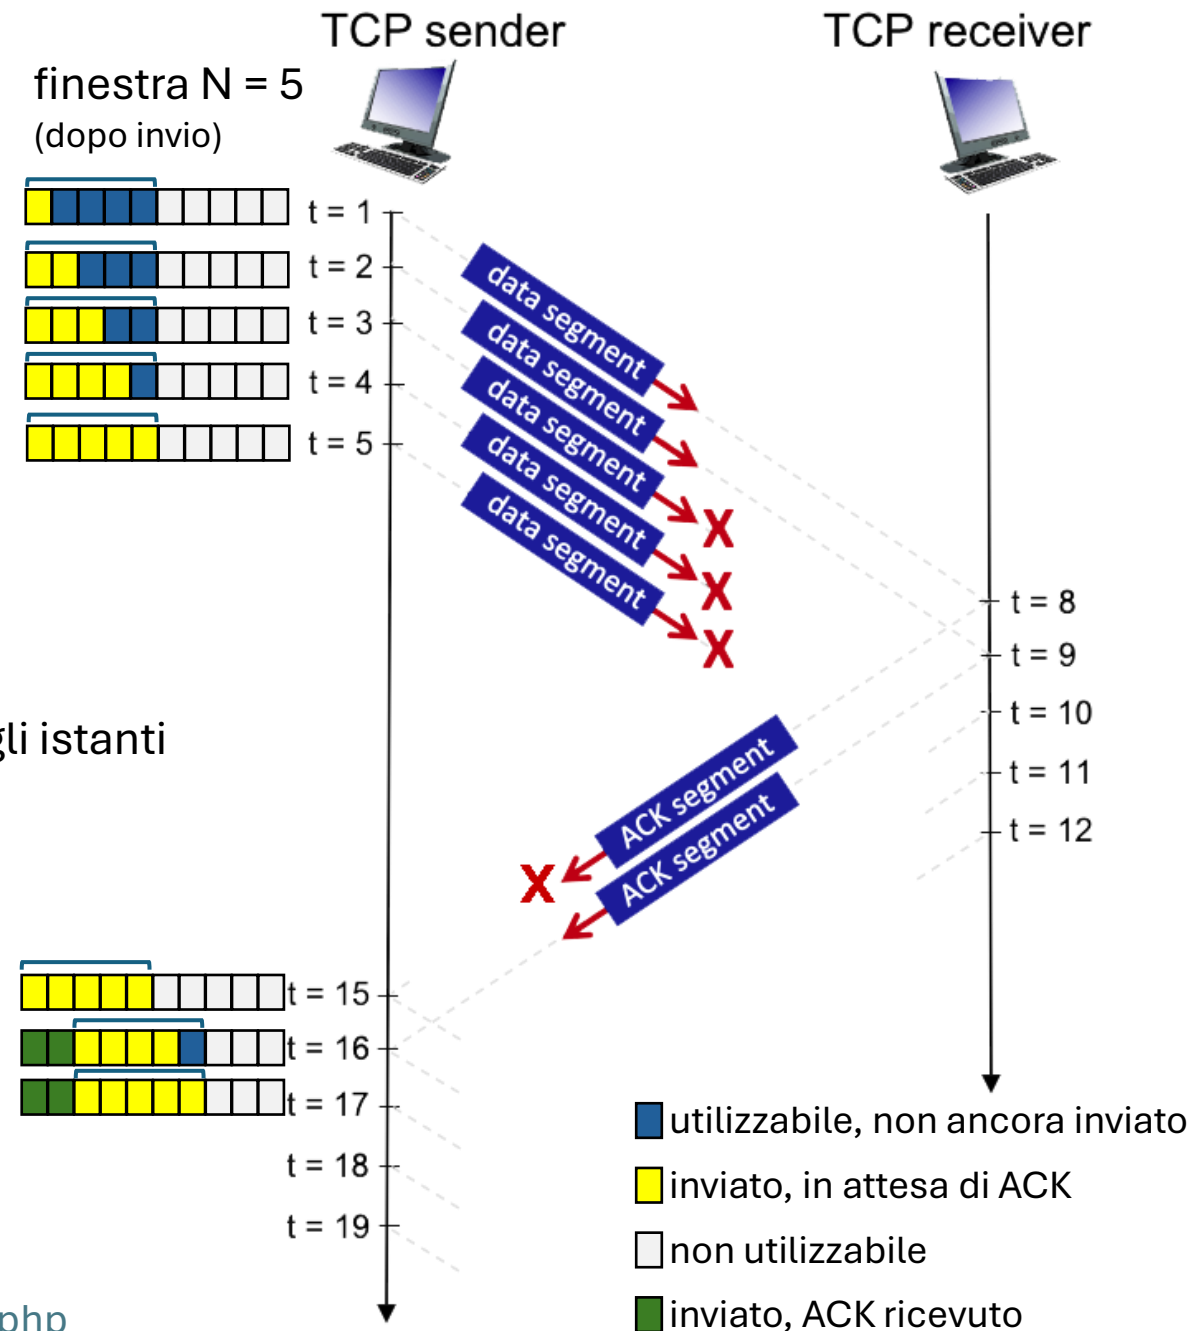 TCP sender
TCP receiver
finestra N = 5
(dopo invio)
t = 1
t = 2
t = 3
t = 4
t = 5
data segment
data segment
data segment
data segment
data segment
X
X
X
t = 8
t = 9
t = 10
t = 11
t = 12
gli istanti
ACK segment
ACK segment
X
t = 15
t = 16
t = 17
t = 18
t = 19
utilizzabile, non ancora inviato
inviato, in attesa di ACK
non utilizzabile
inviato, ACK ricevuto
php